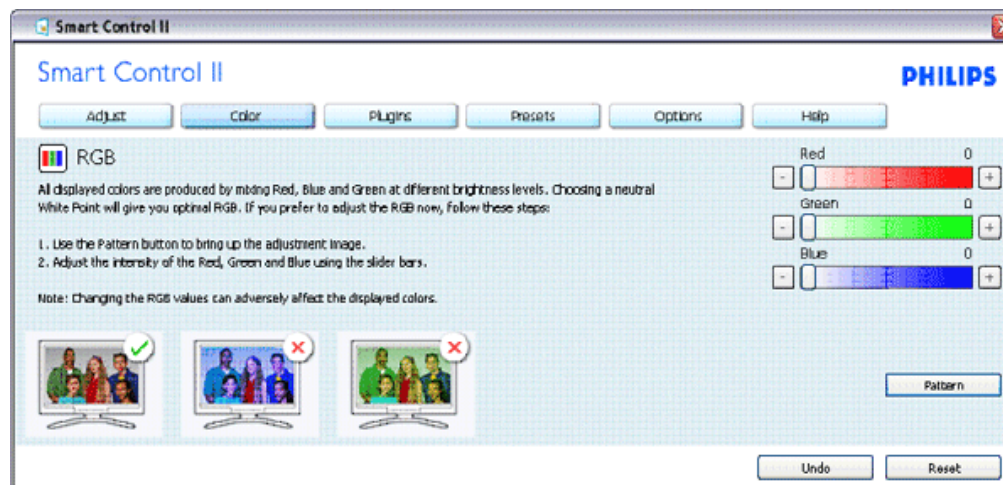 Smart Control II
Smart Control II
PHILIPS
Adjust Color Plugins Presets Options Help
RGB
All displayed colors are produced by mixing Red, Blue and Green at different brightness levels. Choosing a neutral
White Point will give you optimal RGB. If you prefer to adjust the RGB now, follow these steps:
1. Use the Pattern button to bring up the adjustment image.
2. Adjust the intensity of the Red, Green and Blue using the slider bars.
Note: Changing the RGB values can adversely affect the displayed colors.
Red 0
- +
Green 0
- +
Blue 0
- +
Pattern
Undo Reset